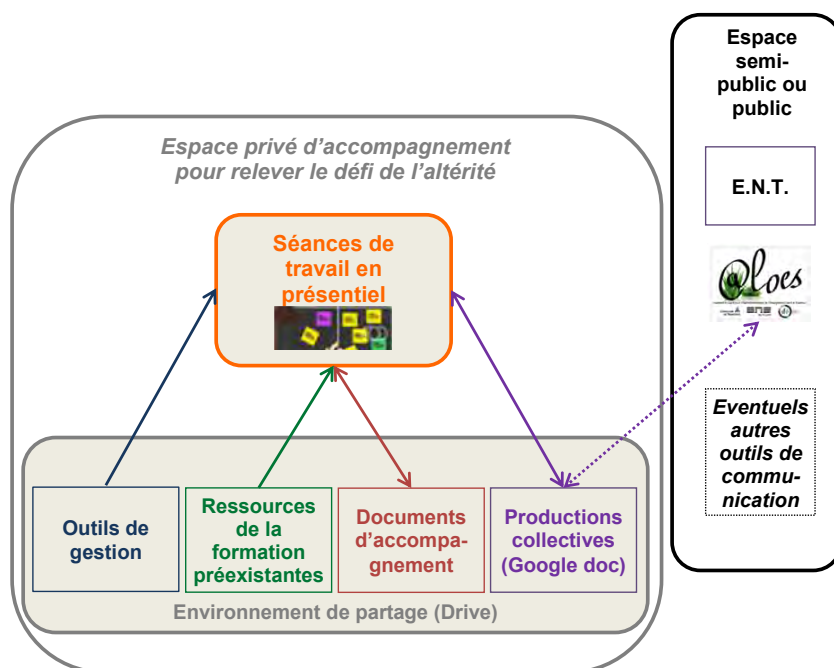 Espace privé d'accompagnement
pour relever le défi de l'altérité
Séances de
travail en
présentiel
Outils de
gestion
Ressources
de la
formation
préexistantes
Documents
d'accompa-
gnement
Productions
collectives
(Google doc)
Environnement de partage (Drive)
Espace
semi-
public ou
public
E.N.T.
@loes
Eventuels
autres
outils de
commu-
nication